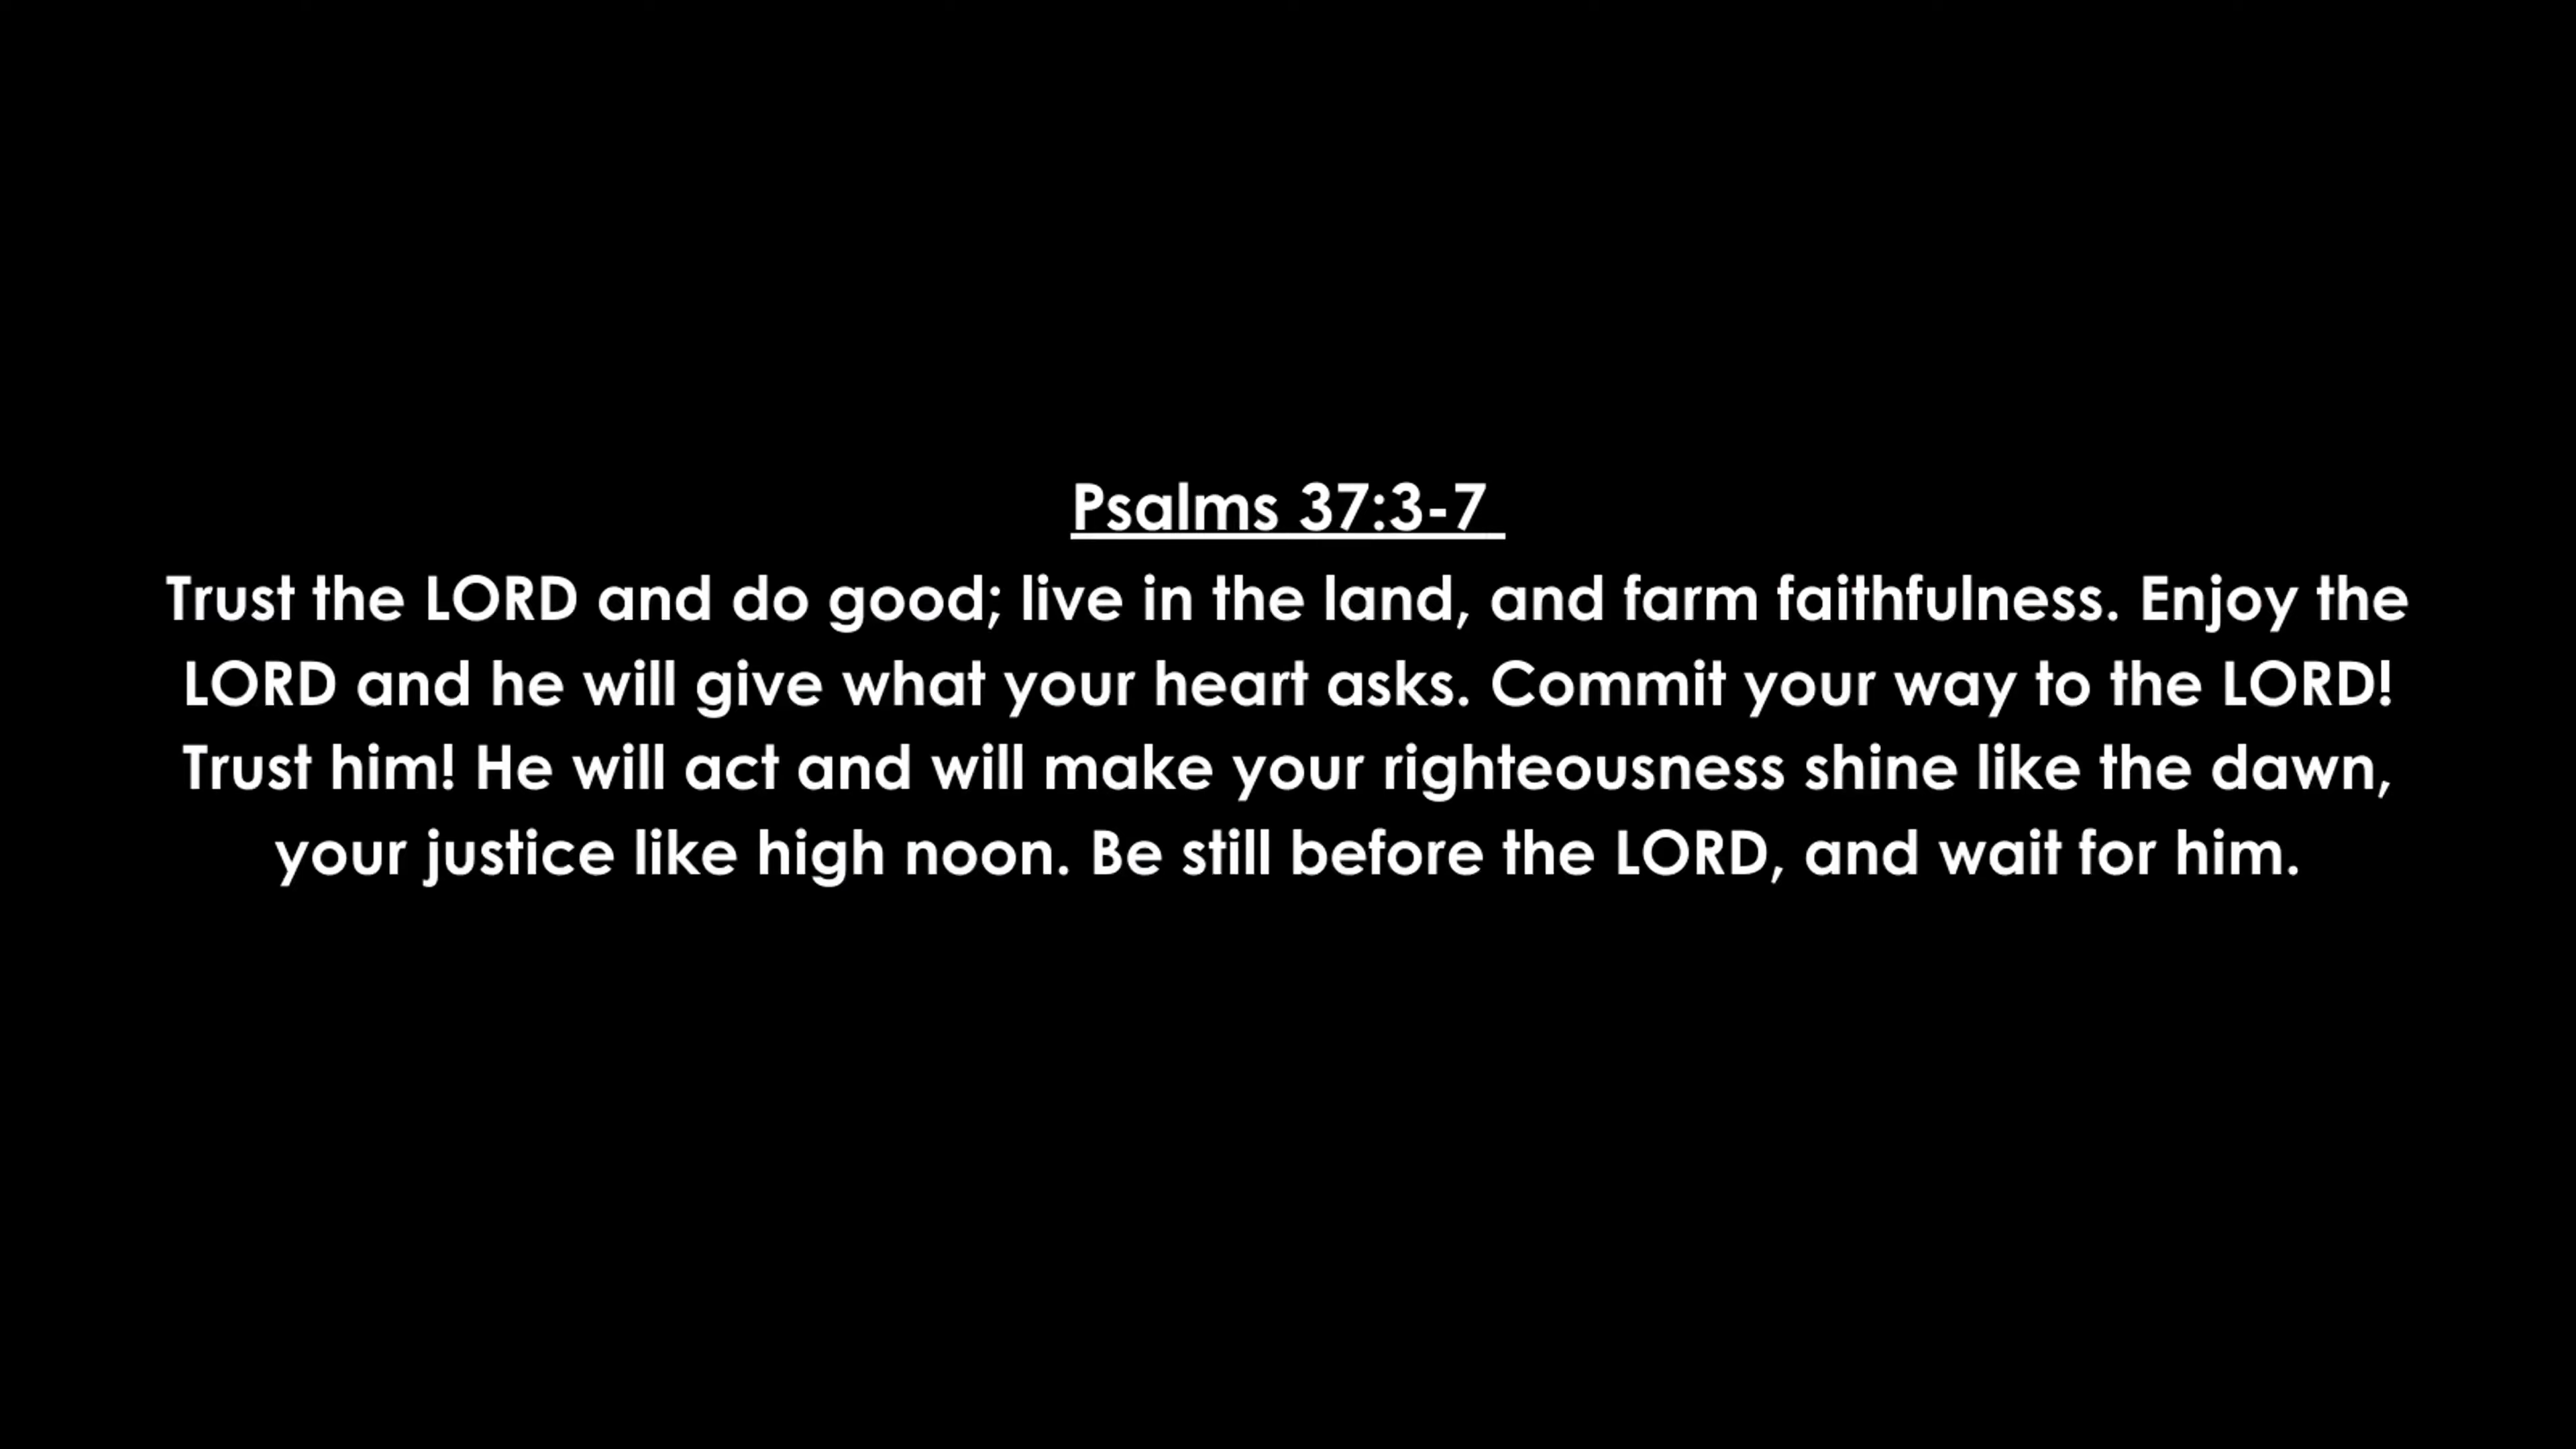 Psalms 37:3-7
Trust the LORD and do good; live in the land, and farm faithfulness. Enjoy the
LORD and he will give what your heart asks. Commit your way to the LORD!
Trust him! He will act and will make your righteousness shine like the dawn,
your justice like high noon. Be still before the LORD, and wait for him.